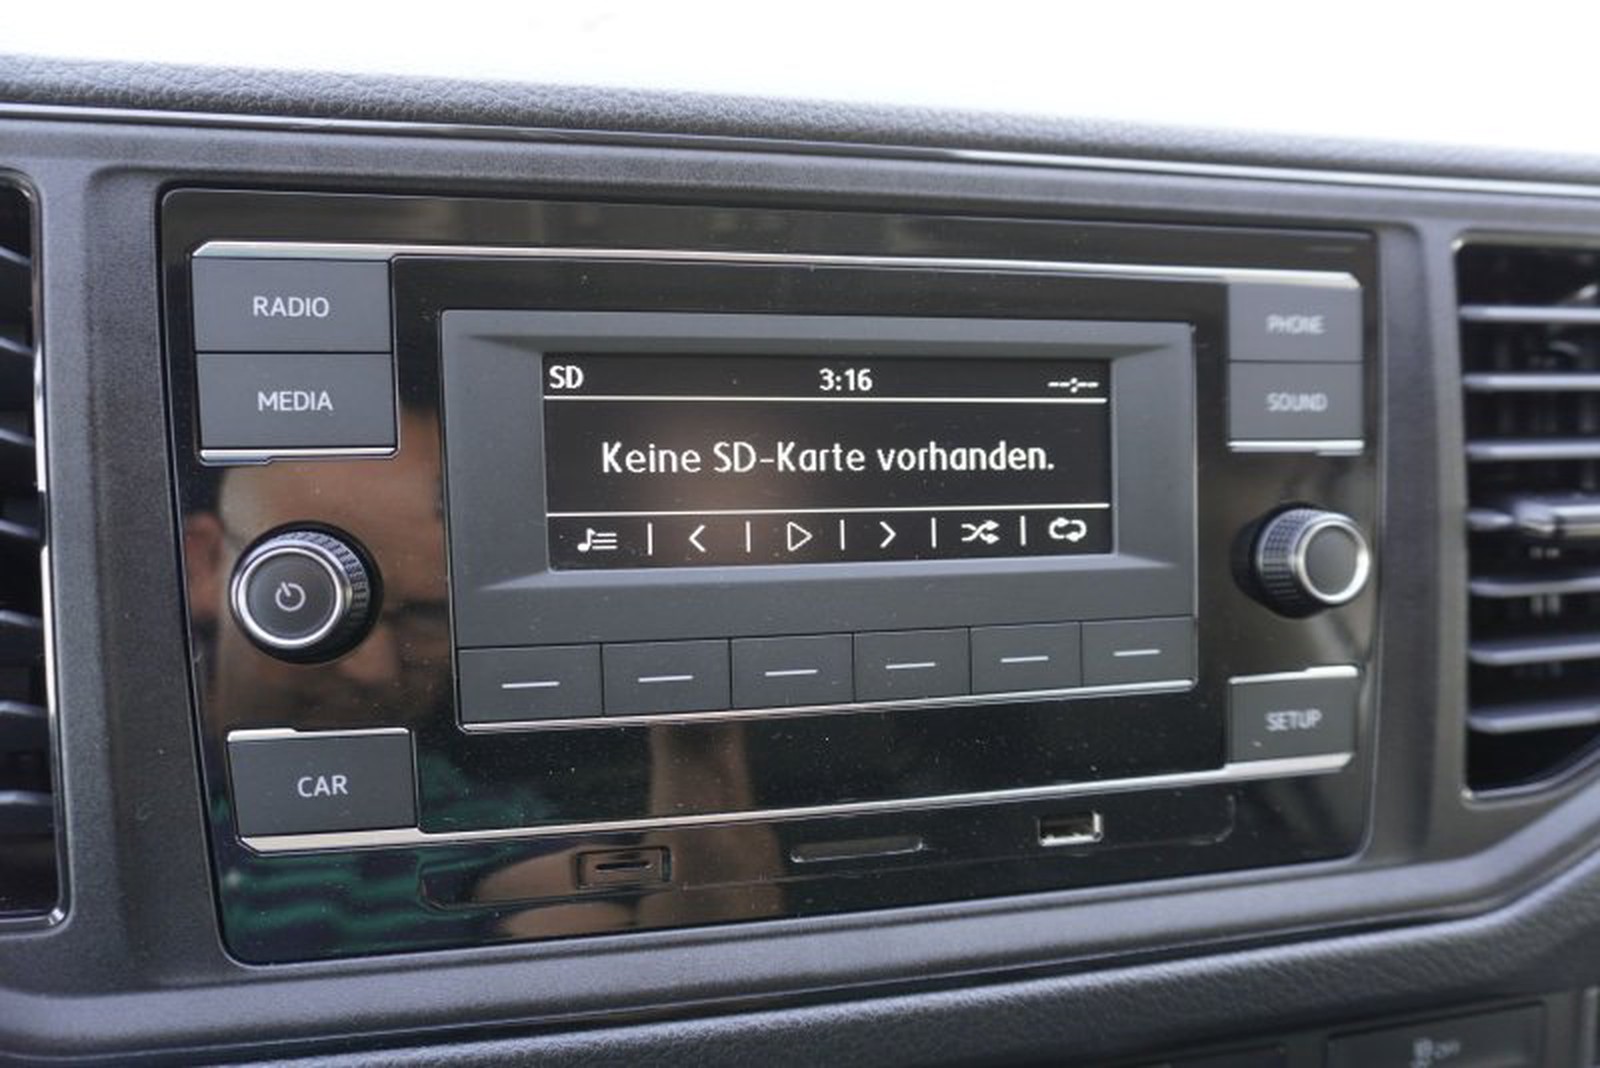 RADIO
MEDIA
PHONE
SOUND
SD 3:16 --:--
Keine SD-Karte vorhanden.
CAR
SETUP